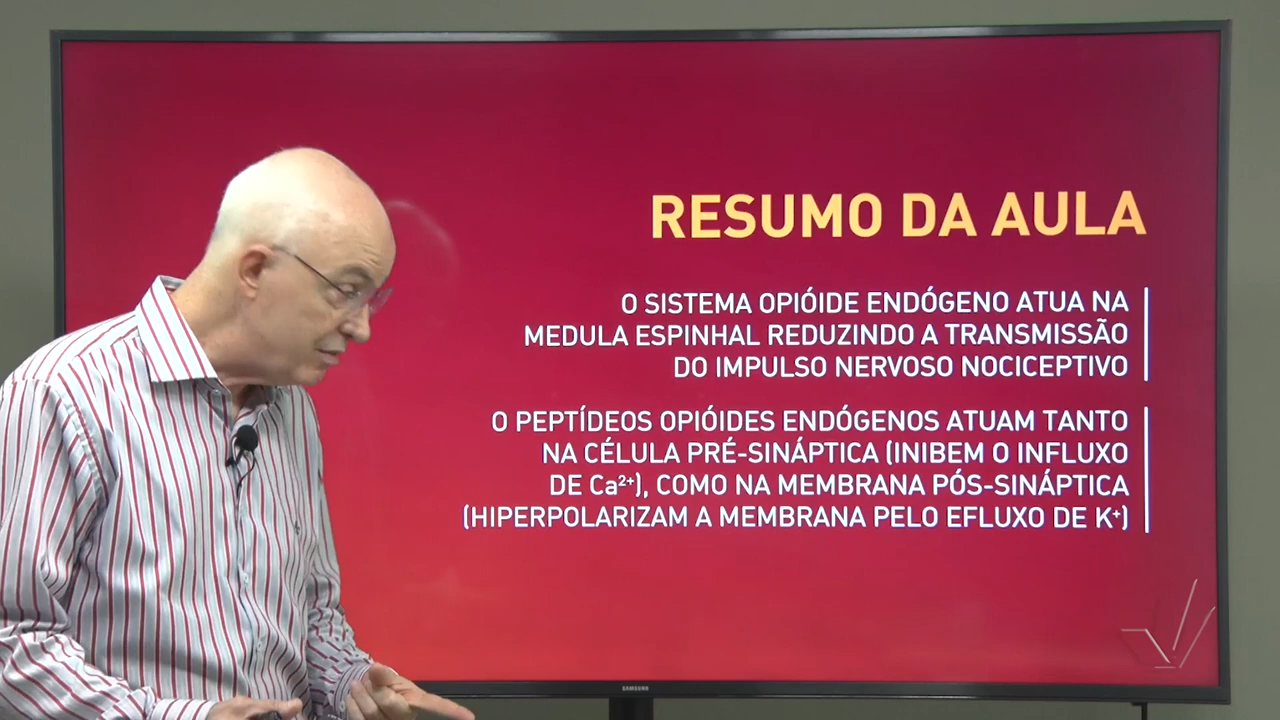 RESUMO DA AULA
O SISTEMA OPIÓIDE ENDÓGENO ATUA NA
MEDULA ESPINHAL REDUZINDO A TRANSMISSÃO
DO IMPULSO NERVOSO NOCICEPTIVO
O PEPTÍDEOS OPIÓIDES ENDÓGENOS ATUAM TANTO
NA CÉLULA PRÉ-SINÁPTICA (INIBEM O INFLUXO
DE Ca²⁺), COMO NA MEMBRANA PÓS-SINÁPTICA
(HIPERPOLARIZAM A MEMBRANA PELO EFLUXO DE K⁺)
SAMSUNG